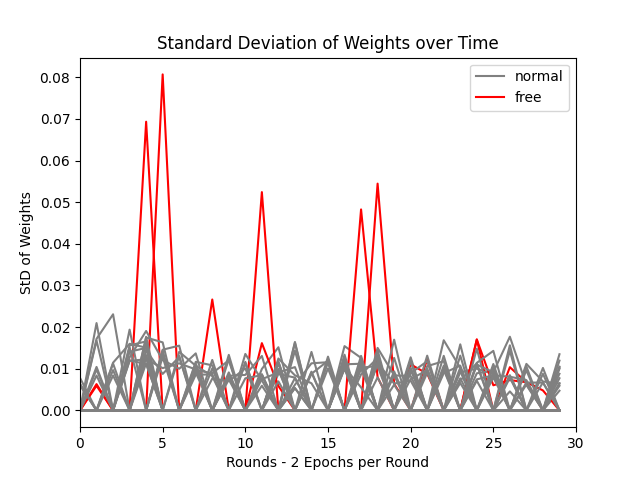 Standard Deviation of Weights over Time
normal
free
0.08
0.07
0.06
0.05
0.04
0.03
0.02
0.01
0.00
StD of Weights
0 5 10 15 20 25 30
Rounds - 2 Epochs per Round